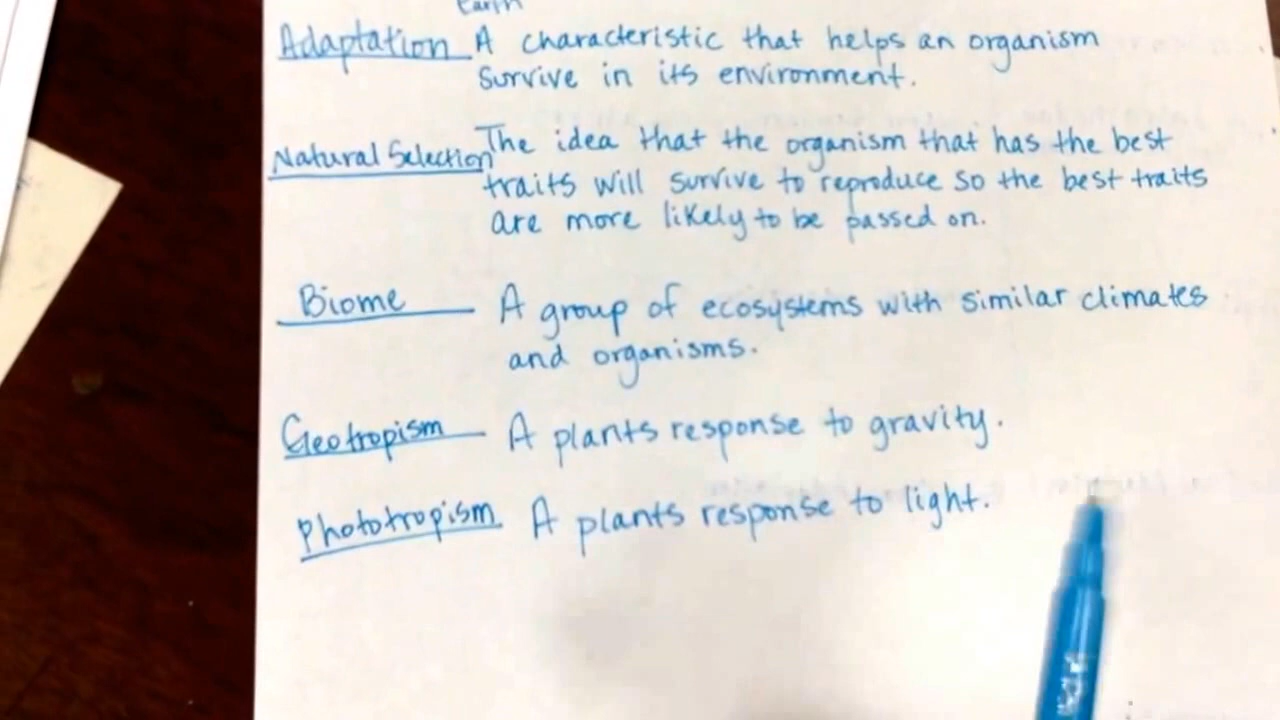 Earth
Adaptation A characteristic that helps an organism
survive in its environment.
Natural Selection The idea that the organism that has the best
traits will survive to reproduce so the best traits
are more likely to be passed on.
Biome A group of ecosystems with similar climates
and organisms.
Geotropism A plants response to gravity.
Phototropism A plants response to light.